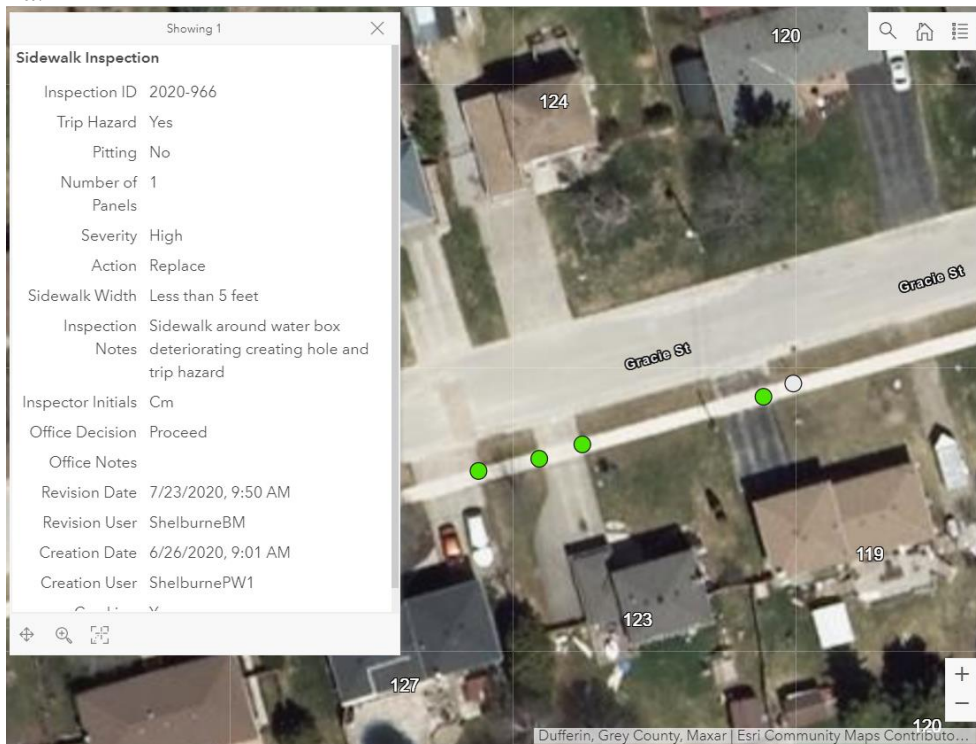 Showing 1
Sidewalk Inspection
Inspection ID 2020-966
Trip Hazard Yes
Pitting No
Number of Panels 1
Severity High
Action Replace
Sidewalk Width Less than 5 feet
Inspection Notes Sidewalk around water box
deteriorating creating hole and
trip hazard
Inspector Initials Cm
Office Decision Proceed
Office Notes
Revision Date 7/23/2020, 9:50 AM
Revision User ShelburneBM
Creation Date 6/26/2020, 9:01 AM
Creation User ShelburnePW1
120
124
Gracie St
Gracie St
119
123
127
120
+
−
Dufferin, Grey County, Maxar | Esri Community Maps Contributo...